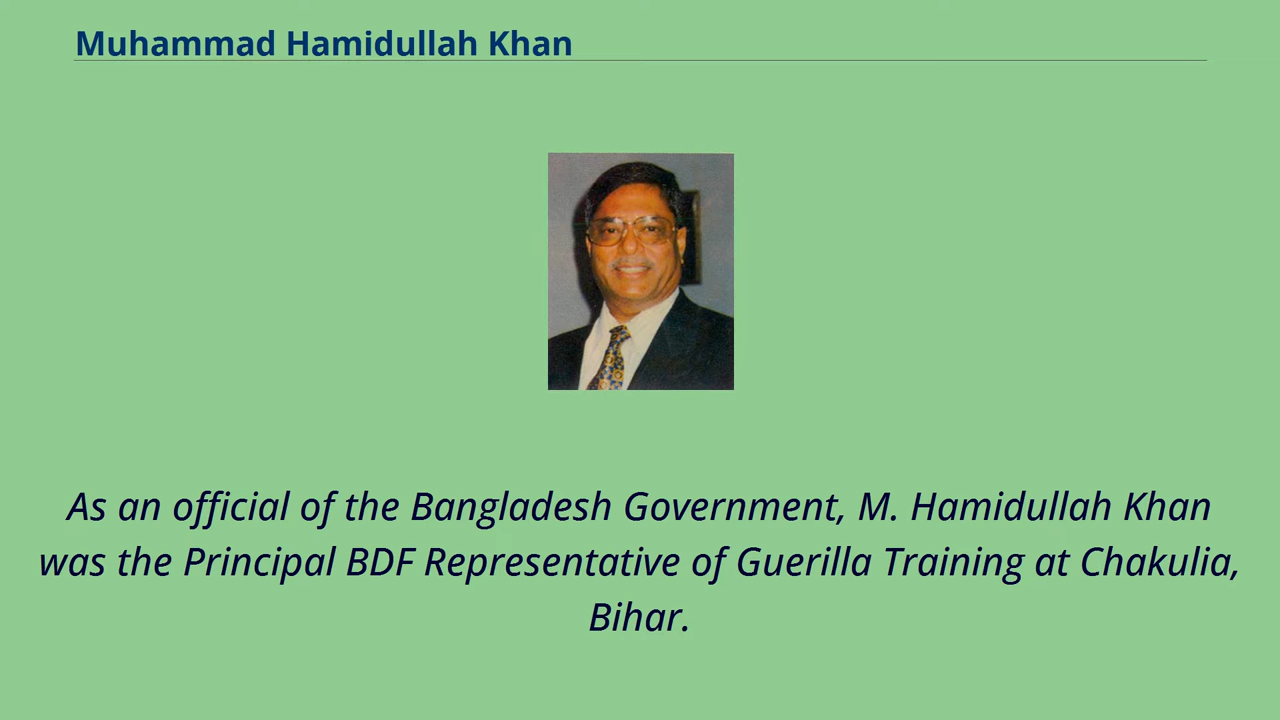 Muhammad Hamidullah Khan
As an official of the Bangladesh Government, M. Hamidullah Khan
was the Principal BDF Representative of Guerilla Training at Chakulia,
Bihar.